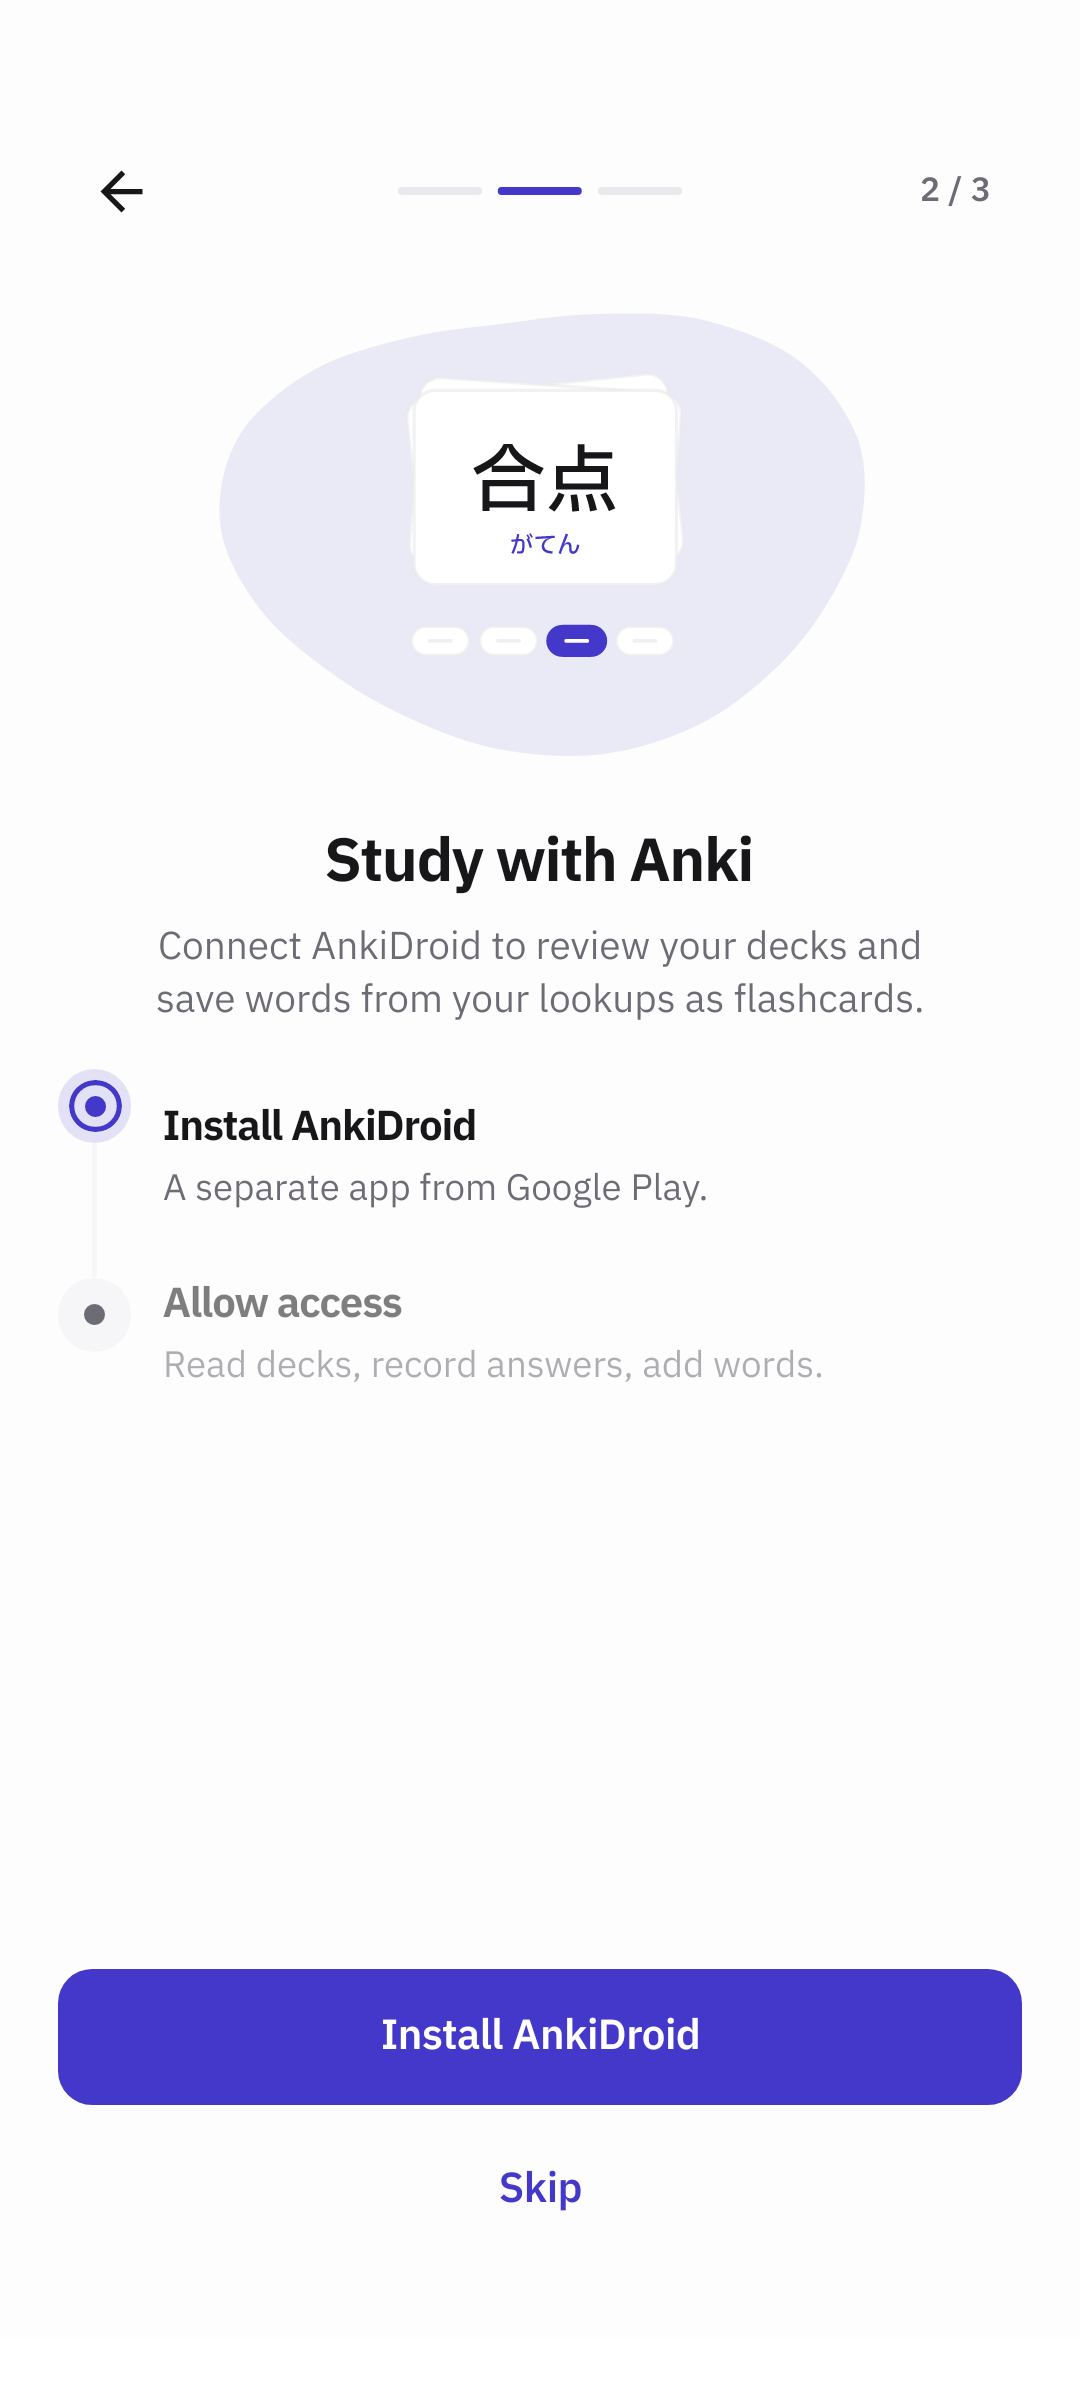 2 / 3
合点
がてん
Study with Anki
Connect AnkiDroid to review your decks and
save words from your lookups as flashcards.
Install AnkiDroid
A separate app from Google Play.
Allow access
Read decks, record answers, add words.
Install AnkiDroid
Skip